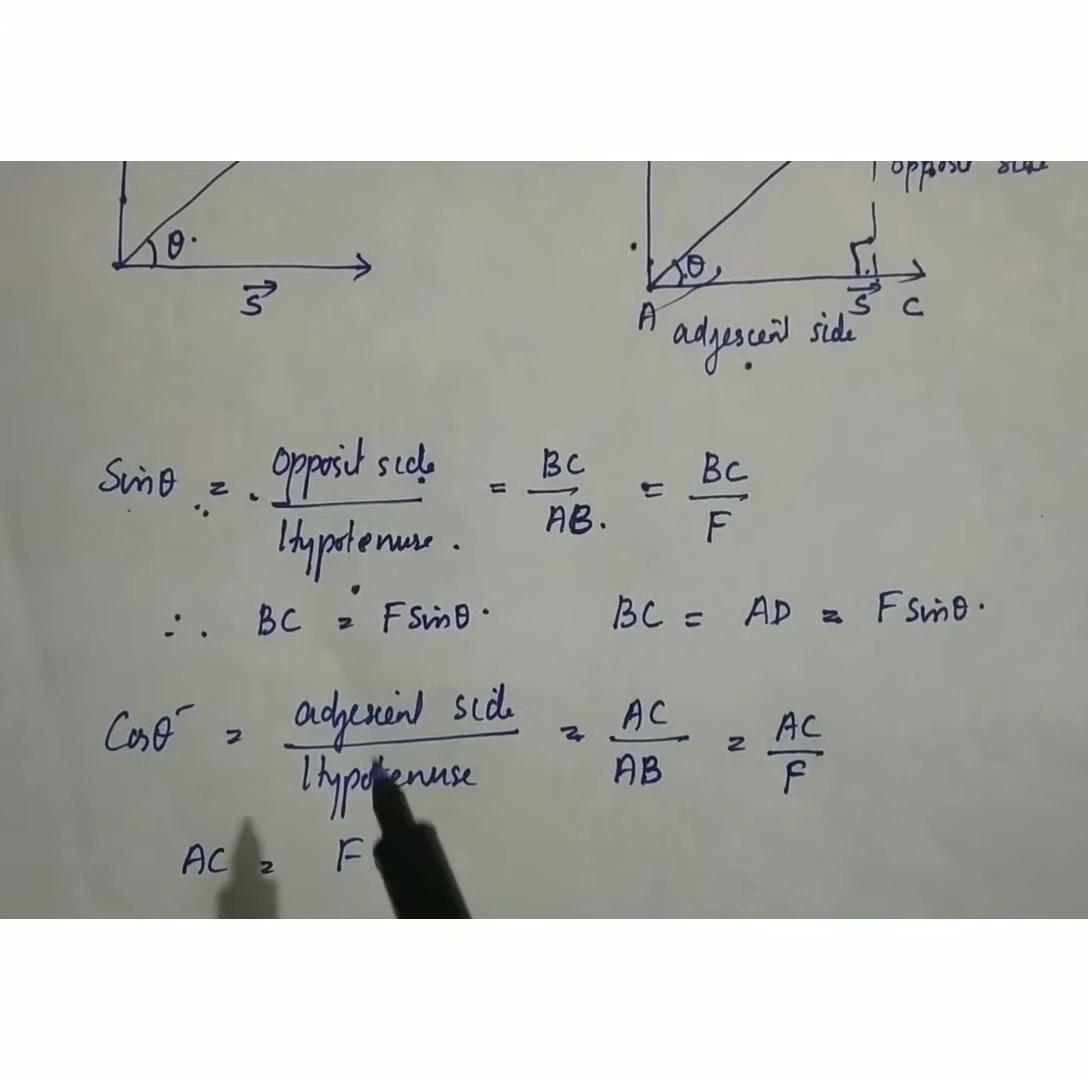 opposit side
θ.
θ
S
A
S C
adjescent side
Sinθ = opposit side / Hypotenuse = BC / AB. = BC / F
∴ BC = F Sinθ. BC = AD = F Sinθ.
Cosθ = adjescent side / Hypotenuse = AC / AB = AC / F
AC = F